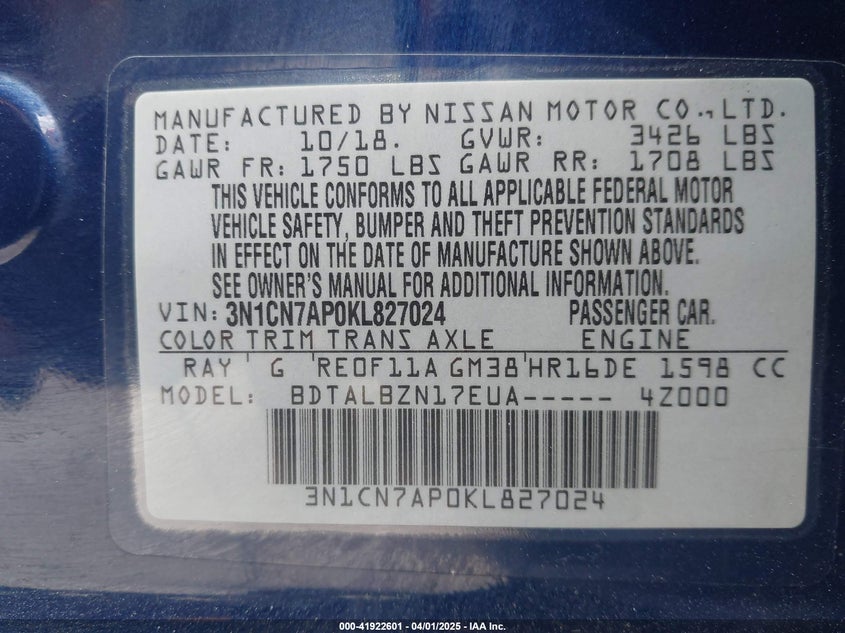 MANUFACTURED BY NISSAN MOTOR CO., LTD.
DATE: 10/18. GVWR: 3426 LBS
GAWR FR: 1750 LBS GAWR RR: 1708 LBS
THIS VEHICLE CONFORMS TO ALL APPLICABLE FEDERAL MOTOR
VEHICLE SAFETY, BUMPER AND THEFT PREVENTION STANDARDS
IN EFFECT ON THE DATE OF MANUFACTURE SHOWN ABOVE.
SEE OWNER'S MANUAL FOR ADDITIONAL INFORMATION.
VIN: 3N1CN7AP0KL827024 PASSENGER CAR.
COLOR TRIM TRANS AXLE ENGINE
RAY ' G 'RE0F11A GM38'HR16DE 1598 CC
MODEL: BDTALBZN17EUA----- 4Z000
3N1CN7AP0KL827024
000-41922601 - 04/01/2025 - IAA Inc.